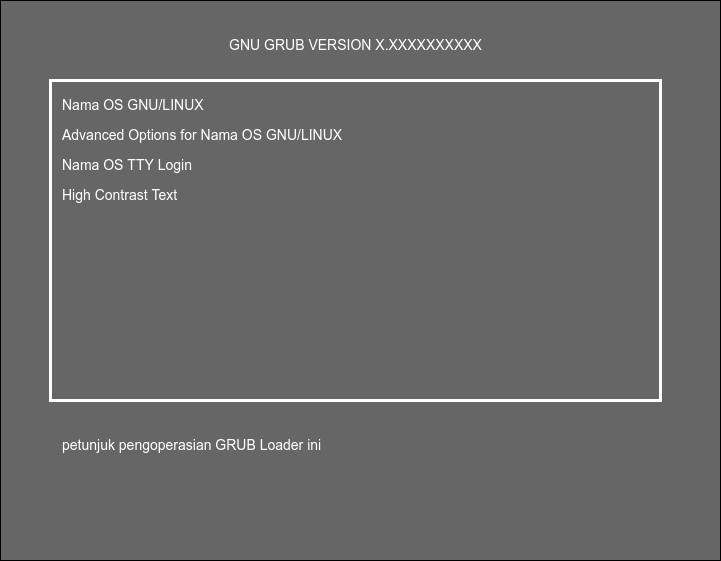 GNU GRUB VERSION X.XXXXXXXXXX
Nama OS GNU/LINUX
Advanced Options for Nama OS GNU/LINUX
Nama OS TTY Login
High Contrast Text
petunjuk pengoperasian GRUB Loader ini